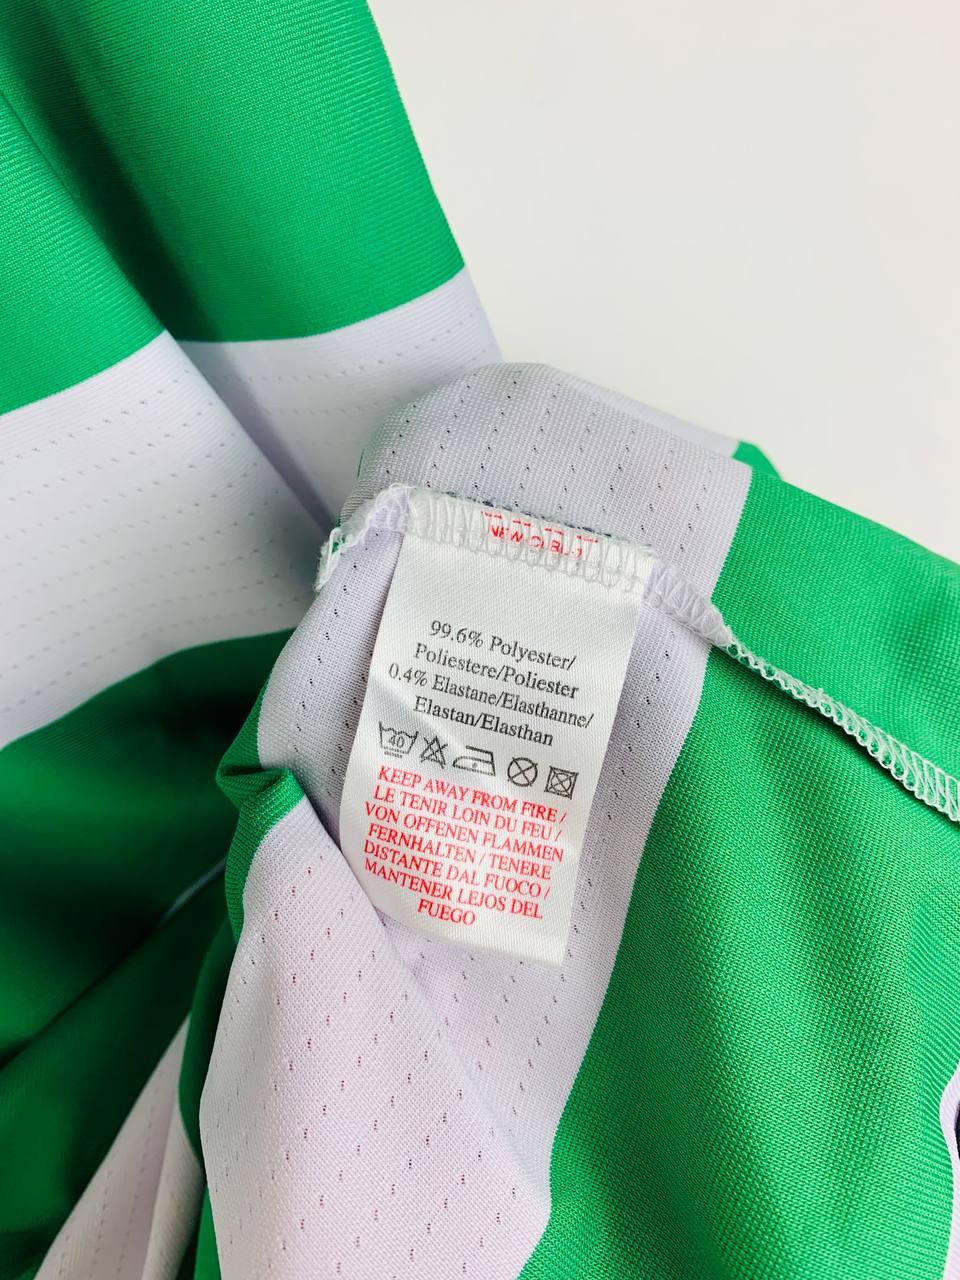 99.6% Polyester/
Poliestere/Poliester
0.4% Elastane/Elasthanne/
Elastan/Elasthan
40
KEEP AWAY FROM FIRE /
LE TENIR LOIN DU FEU /
VON OFFENEN FLAMMEN
FERNHALTEN / TENERE
DISTANTE DAL FUOCO /
MANTENER LEJOS DEL
FUEGO